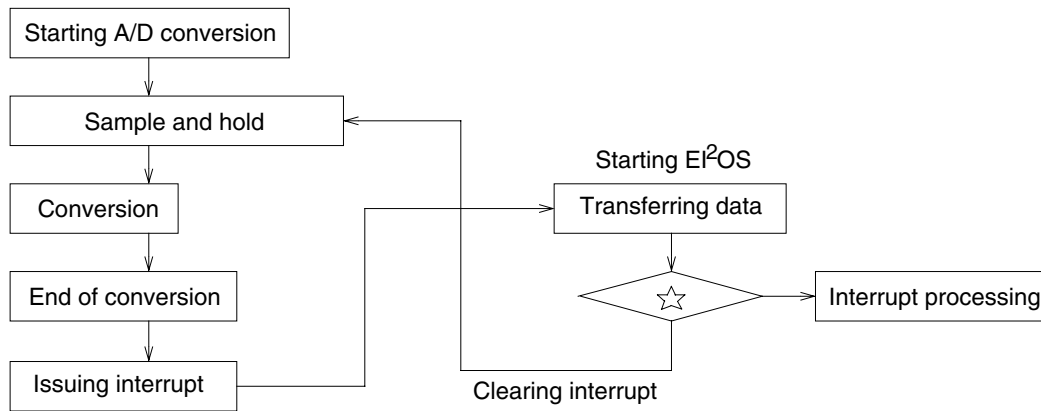 Starting A/D conversion
Sample and hold
Conversion
End of conversion
Issuing interrupt
Starting EI²OS
Transferring data
☆
Interrupt processing
Clearing interrupt